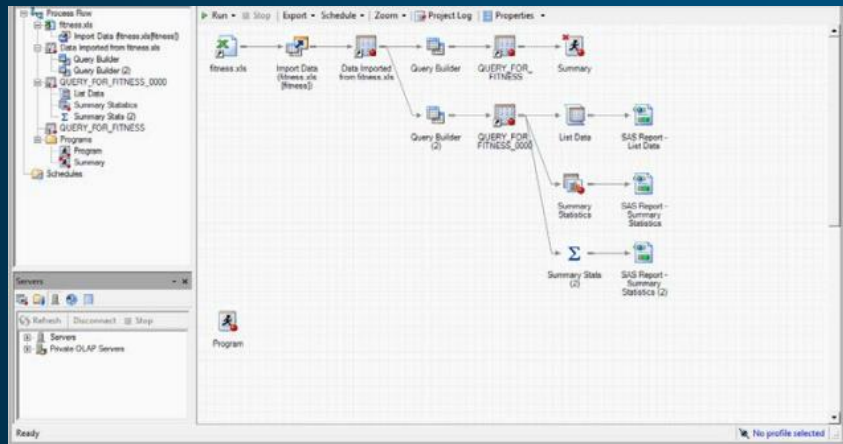 Process Flow
fitness.xls
Import Data (fitness.xls[fitness])
Data Imported from fitness.xls
Query Builder
Query Builder (2)
QUERY_FOR_FITNESS_0000
List Data
Summary Statistics
Summary Stats (2)
QUERY_FOR_FITNESS
Programs
Program
Summary
Schedules
Servers
Refresh Disconnect Stop
Servers
Private OLAP Servers
Ready
Run Stop Export Schedule Zoom Project Log Properties
fitness.xls
Import Data
(fitness.xls
[fitness])
Data Imported
from fitness.xls
Query Builder
QUERY_FOR_
FITNESS
Summary
Query Builder
(2)
QUERY_FOR_
FITNESS_0000
List Data
SAS Report -
List Data
Summary
Statistics
SAS Report -
Summary
Statistics
Summary Stats
(2)
SAS Report -
Summary
Statistics (2)
Program
No profile selected